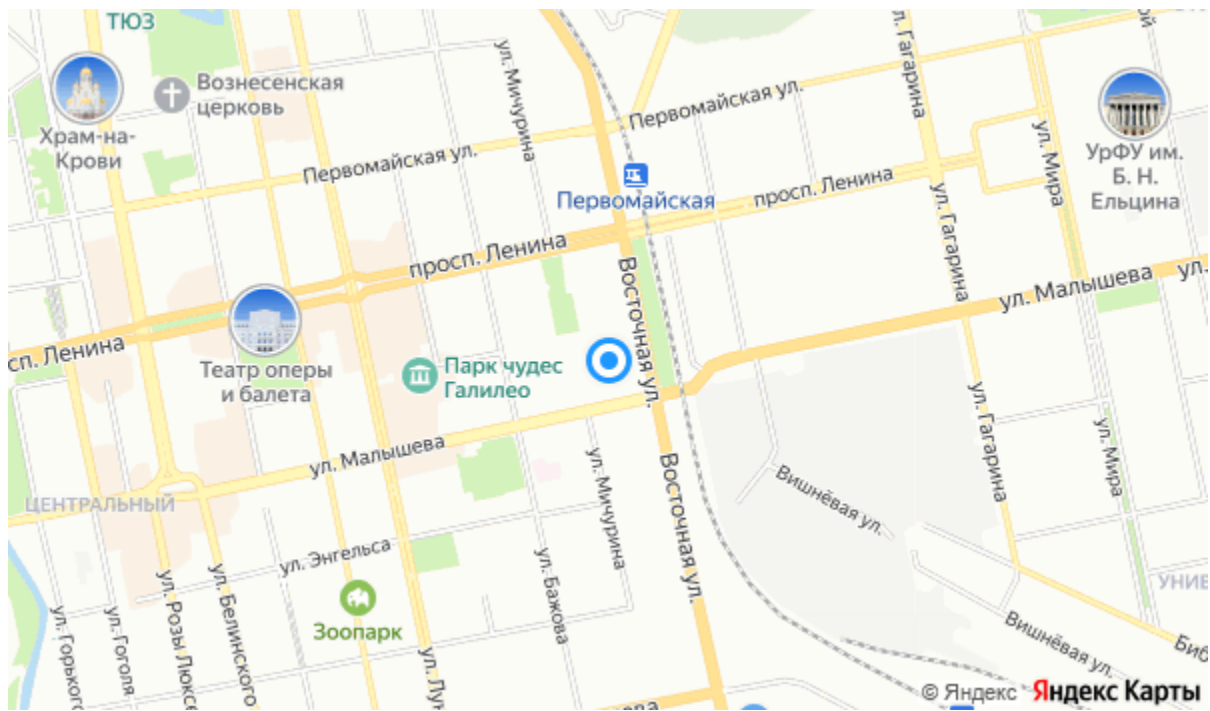 ТЮЗ
Вознесенская
церковь
Храм-на-
Крови
ул. Мичурина
ул. Гагарина
Первомайская ул.
Первомайская ул.
ул. Мира
УрФУ им.
Б. Н.
Ельцина
Первомайская
просп. Ленина
ул. Гагарина
просп. Ленина
Восточная ул.
ул. Малышева
ул.
сп. Ленина
Театр оперы
и балета
Парк чудес
Галилео
ул. Малышева
ул. Гагарина
ул. Мира
ЦЕНТРАЛЬНЫЙ
ул. Мичурина
Восточная ул.
Вишнёвая ул.
ул. Энгельса
ул. Бажова
Зоопарк
ул. Горького
ул. Гоголя
ул. Розы Люксе
ул. Белинского
ул. Лун
УНИВ
Вишнёвая ул.
Биб
ева
© Яндекс Яндекс Карты